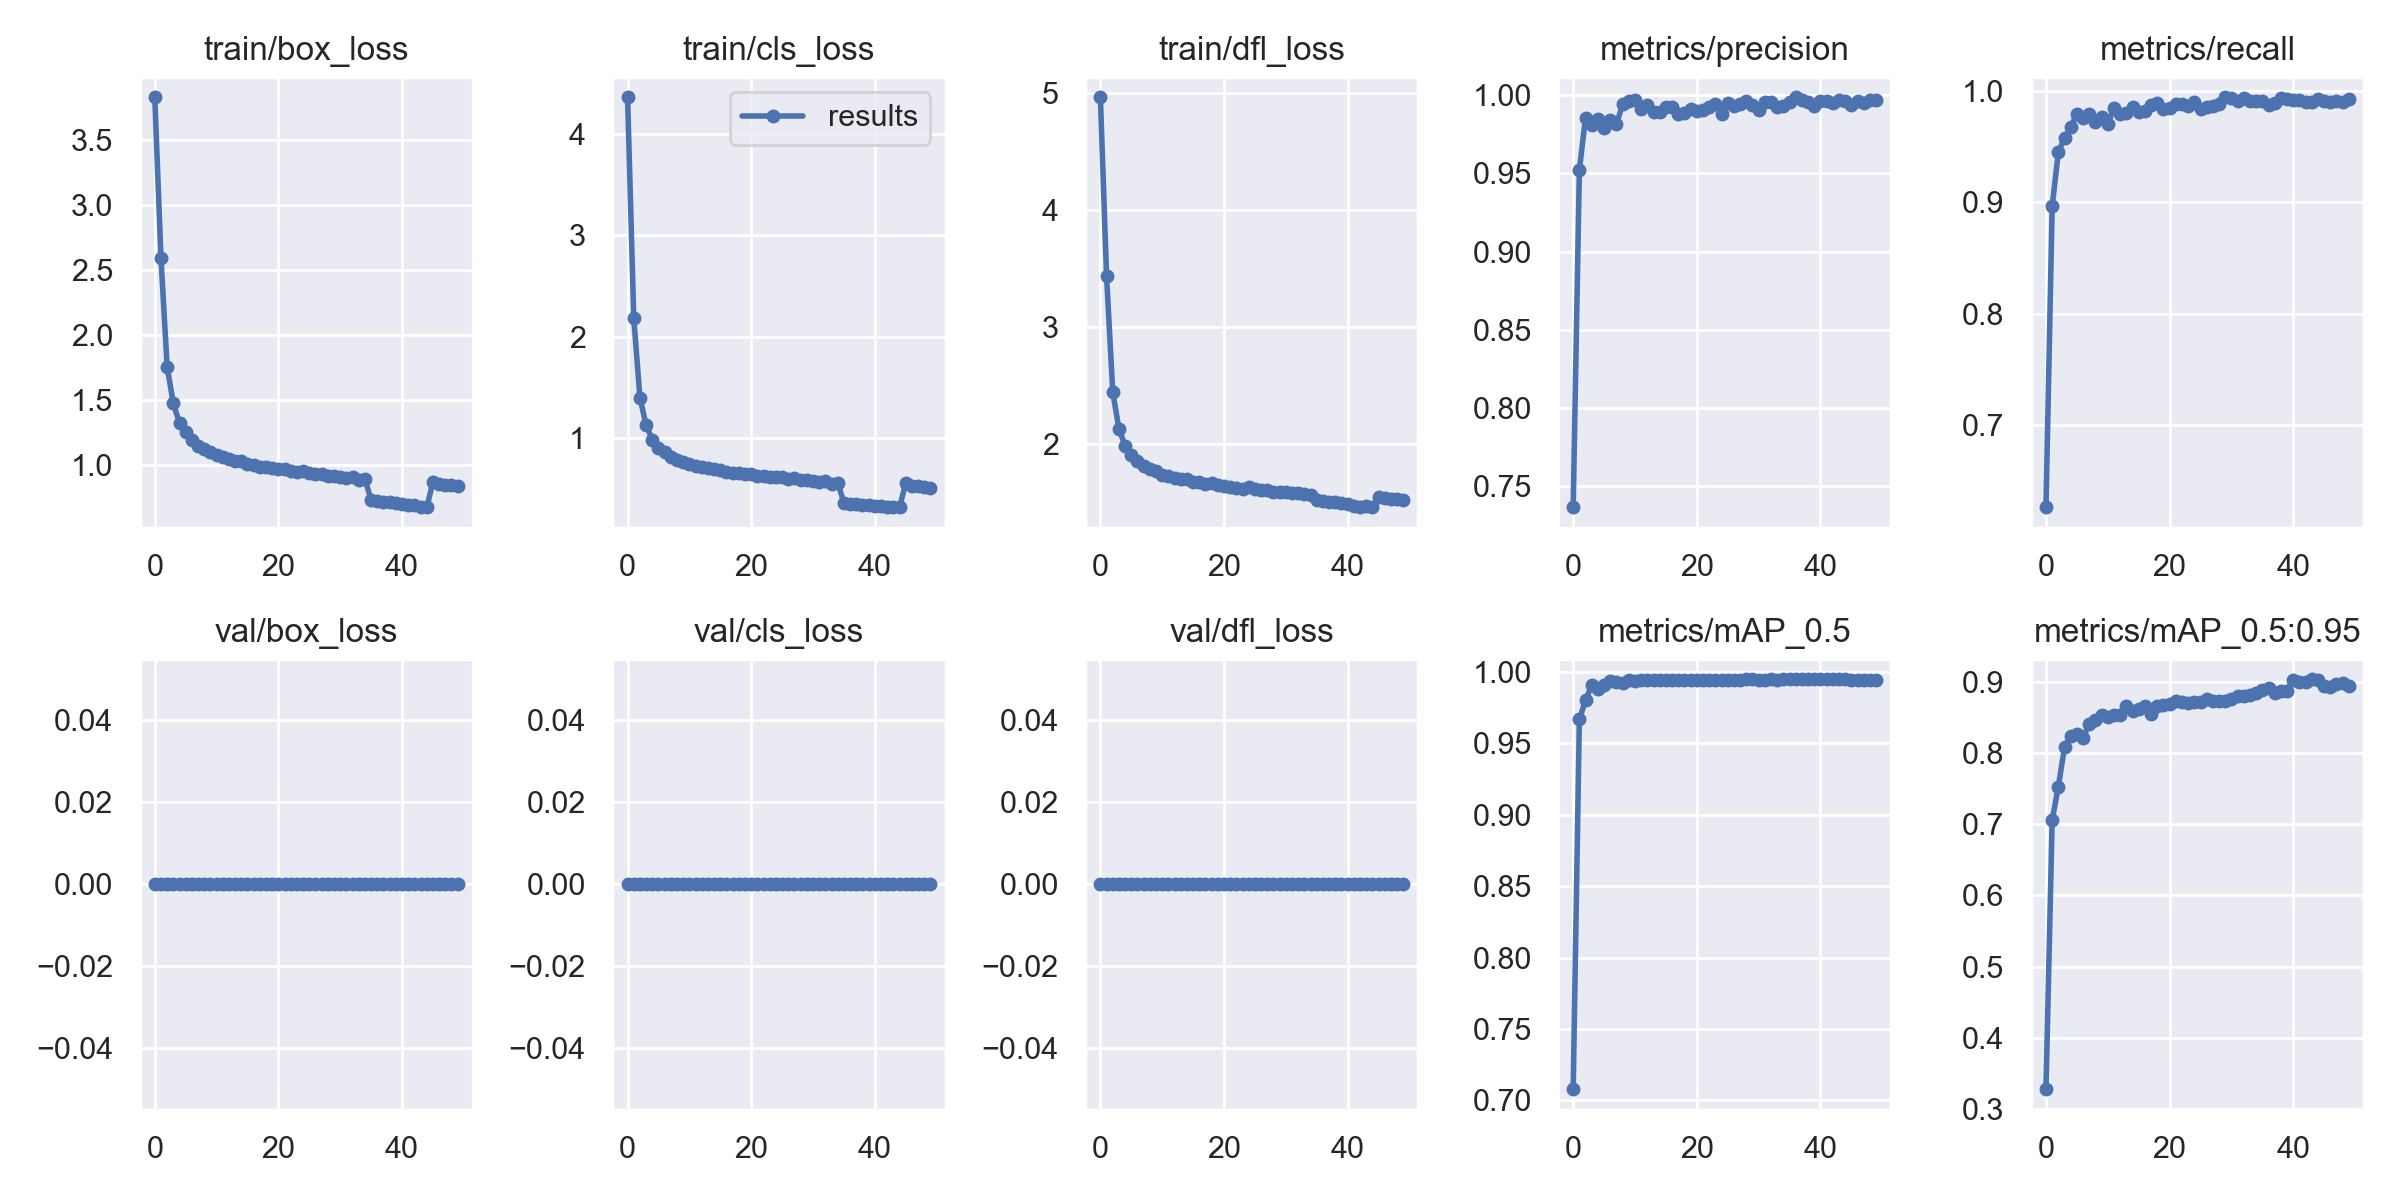 train/box_loss
3.5
3.0
2.5
2.0
1.5
1.0
0 20 40
train/cls_loss
results
4
3
2
1
0 20 40
train/dfl_loss
5
4
3
2
0 20 40
metrics/precision
1.00
0.95
0.90
0.85
0.80
0.75
0 20 40
metrics/recall
1.0
0.9
0.8
0.7
0 20 40
val/box_loss
0.04
0.02
0.00
−0.02
−0.04
0 20 40
val/cls_loss
0.04
0.02
0.00
−0.02
−0.04
0 20 40
val/dfl_loss
0.04
0.02
0.00
−0.02
−0.04
0 20 40
metrics/mAP_0.5
1.00
0.95
0.90
0.85
0.80
0.75
0.70
0 20 40
metrics/mAP_0.5:0.95
0.9
0.8
0.7
0.6
0.5
0.4
0.3
0 20 40